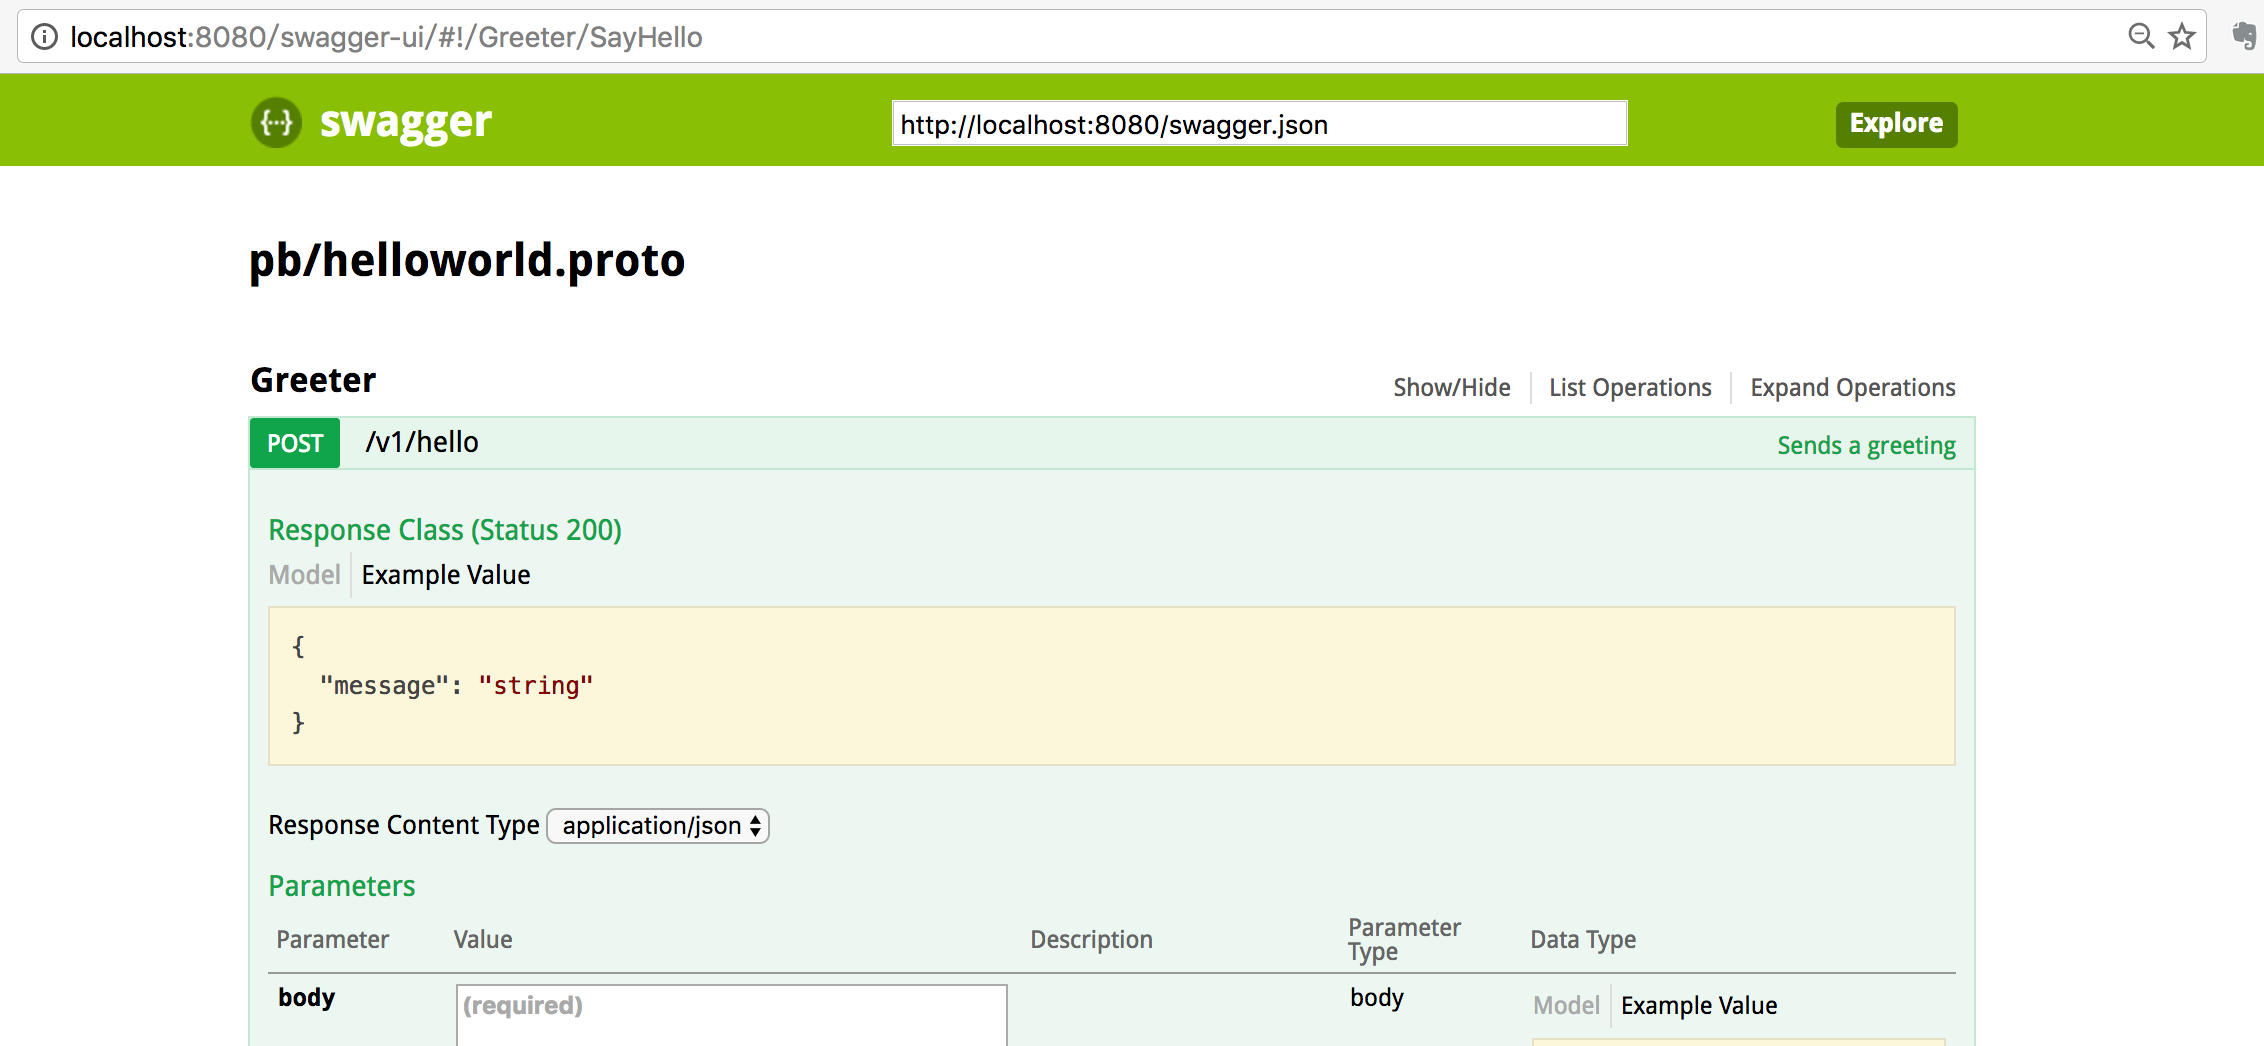 localhost:8080/swagger-ui/#!/Greeter/SayHello
{···} swagger http://localhost:8080/swagger.json Explore
pb/helloworld.proto
Greeter Show/Hide List Operations Expand Operations
POST /v1/hello Sends a greeting
Response Class (Status 200)
Model Example Value
{
"message": "string"
}
Response Content Type application/json
Parameters
Parameter Value Description Parameter Type Data Type
body (required) body Model Example Value